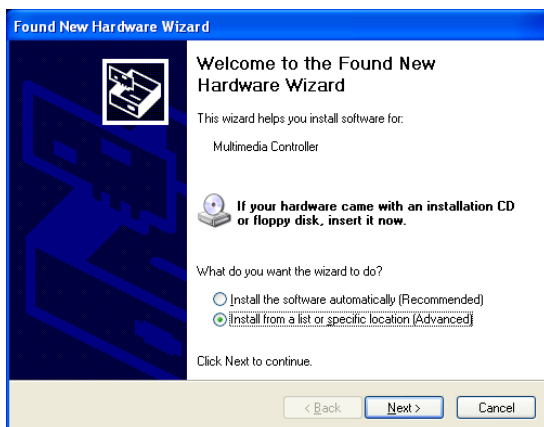 Found New Hardware Wizard
Welcome to the Found New
Hardware Wizard
This wizard helps you install software for:
Multimedia Controller
If your hardware came with an installation CD
or floppy disk, insert it now.
What do you want the wizard to do?
Install the software automatically (Recommended)
Install from a list or specific location (Advanced)
Click Next to continue.
< Back Next > Cancel